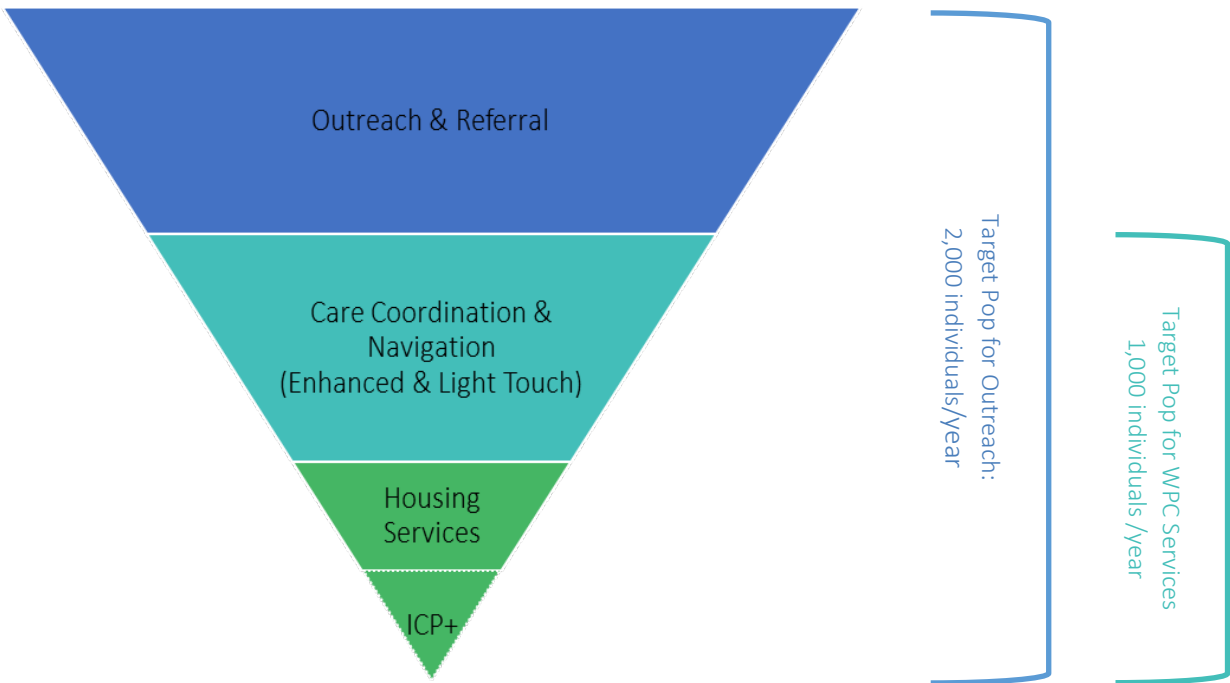 Outreach & Referral
Care Coordination &
Navigation
(Enhanced & Light Touch)
Housing
Services
ICP+
Target Pop for Outreach:
2,000 individuals/year
Target Pop for WPC Services
1,000 individuals /year